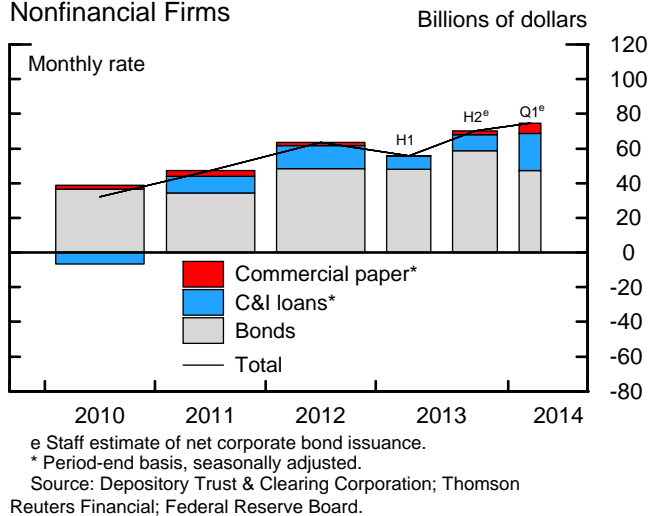 Nonfinancial Firms
Billions of dollars
Monthly rate
120
100
80
60
40
20
0
-20
-40
-60
-80
H1
H2ᵉ
Q1ᵉ
Commercial paper*
C&I loans*
Bonds
Total
2010 2011 2012 2013 2014
e Staff estimate of net corporate bond issuance.
* Period-end basis, seasonally adjusted.
Source: Depository Trust & Clearing Corporation; Thomson
Reuters Financial; Federal Reserve Board.